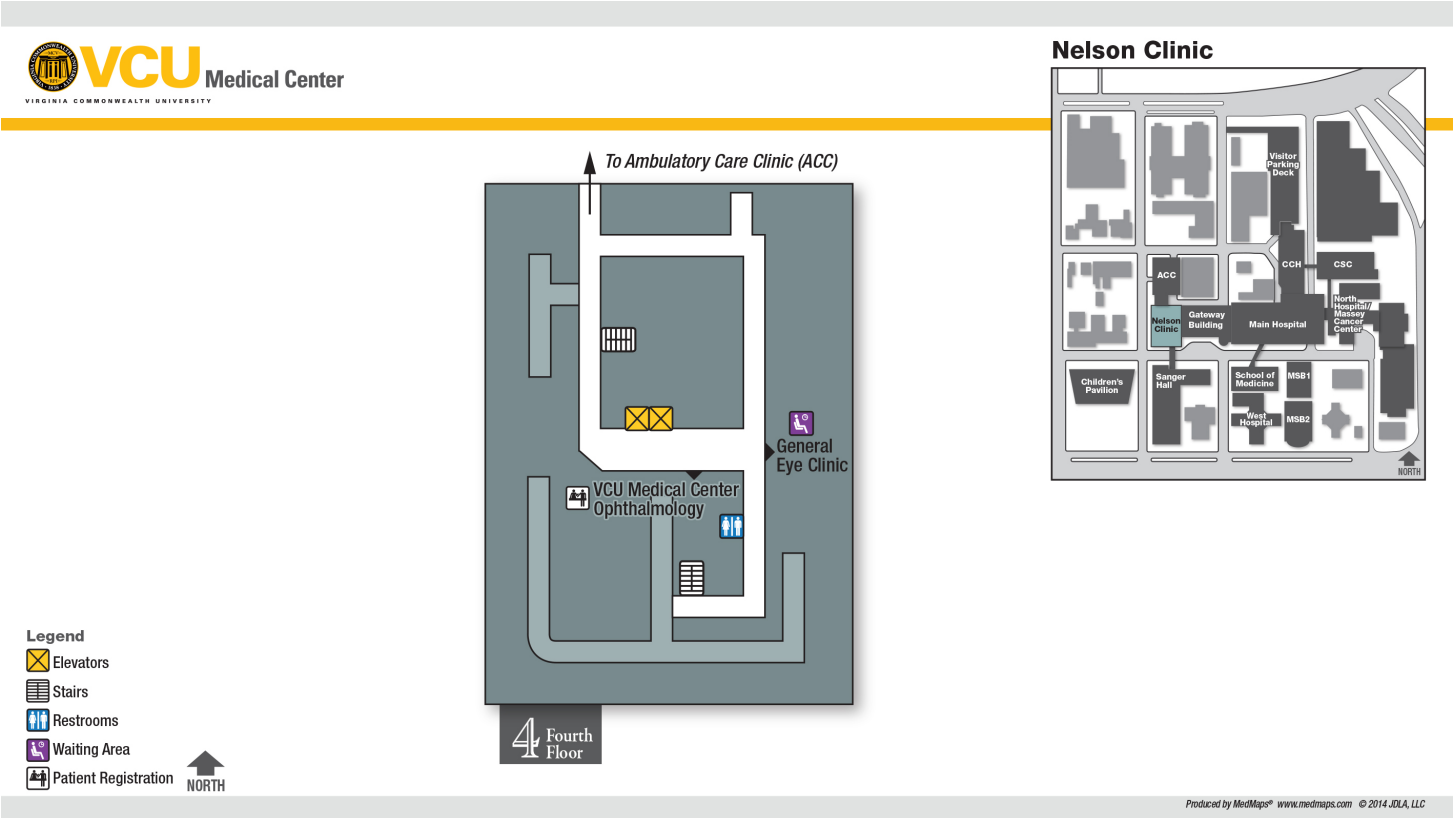 VCU Medical Center
VIRGINIA COMMONWEALTH UNIVERSITY
Nelson Clinic
To Ambulatory Care Clinic (ACC)
General
Eye Clinic
VCU Medical Center
Ophthalmology
4 Fourth
Floor
Visitor
Parking
Deck
CCH
CSC
ACC
Nelson
Clinic
Gateway
Building
Main Hospital
North
Hospital/
Massey
Cancer
Center
Children's
Pavilion
Sanger
Hall
School of
Medicine
MSB1
West
Hospital
MSB2
NORTH
Legend
Elevators
Stairs
Restrooms
Waiting Area
Patient Registration
NORTH
Produced by MedMaps® www.medmaps.com © 2014 JDLA, LLC